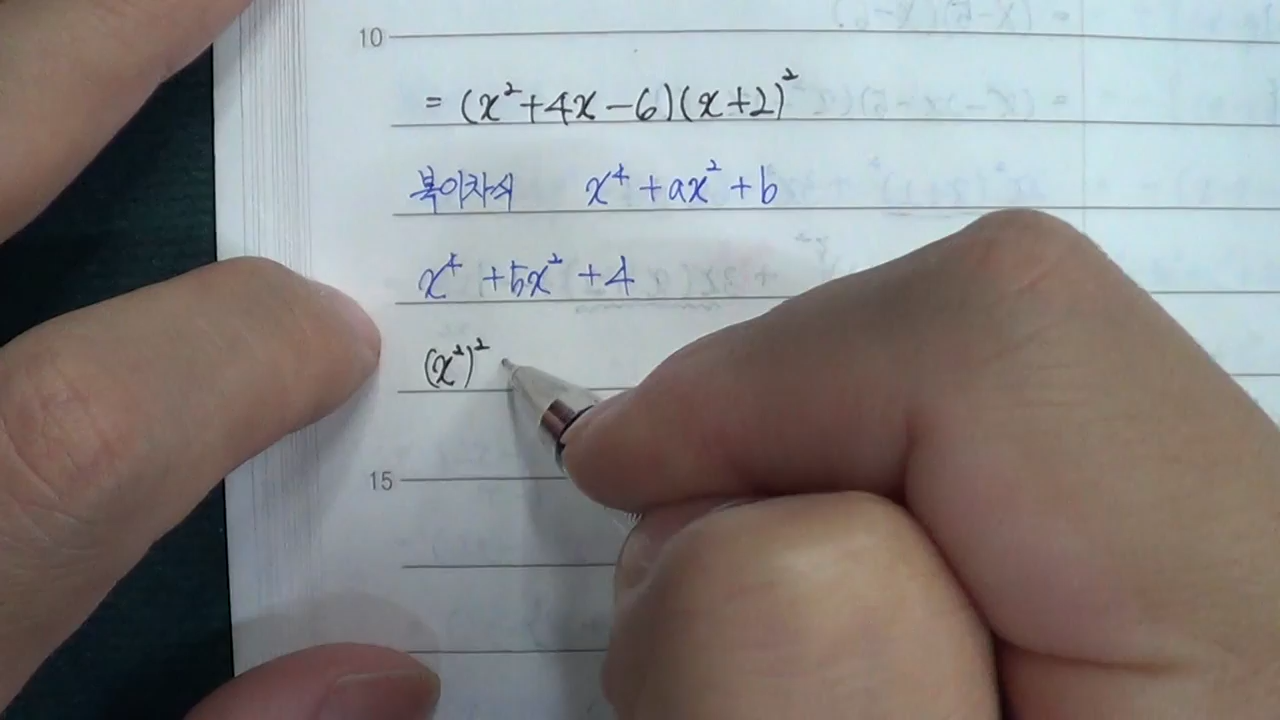 10
= (x²+4x-6)(x+2)²
복이차식 x⁴+ax²+b
x⁴+5x²+4
(x²)²
15